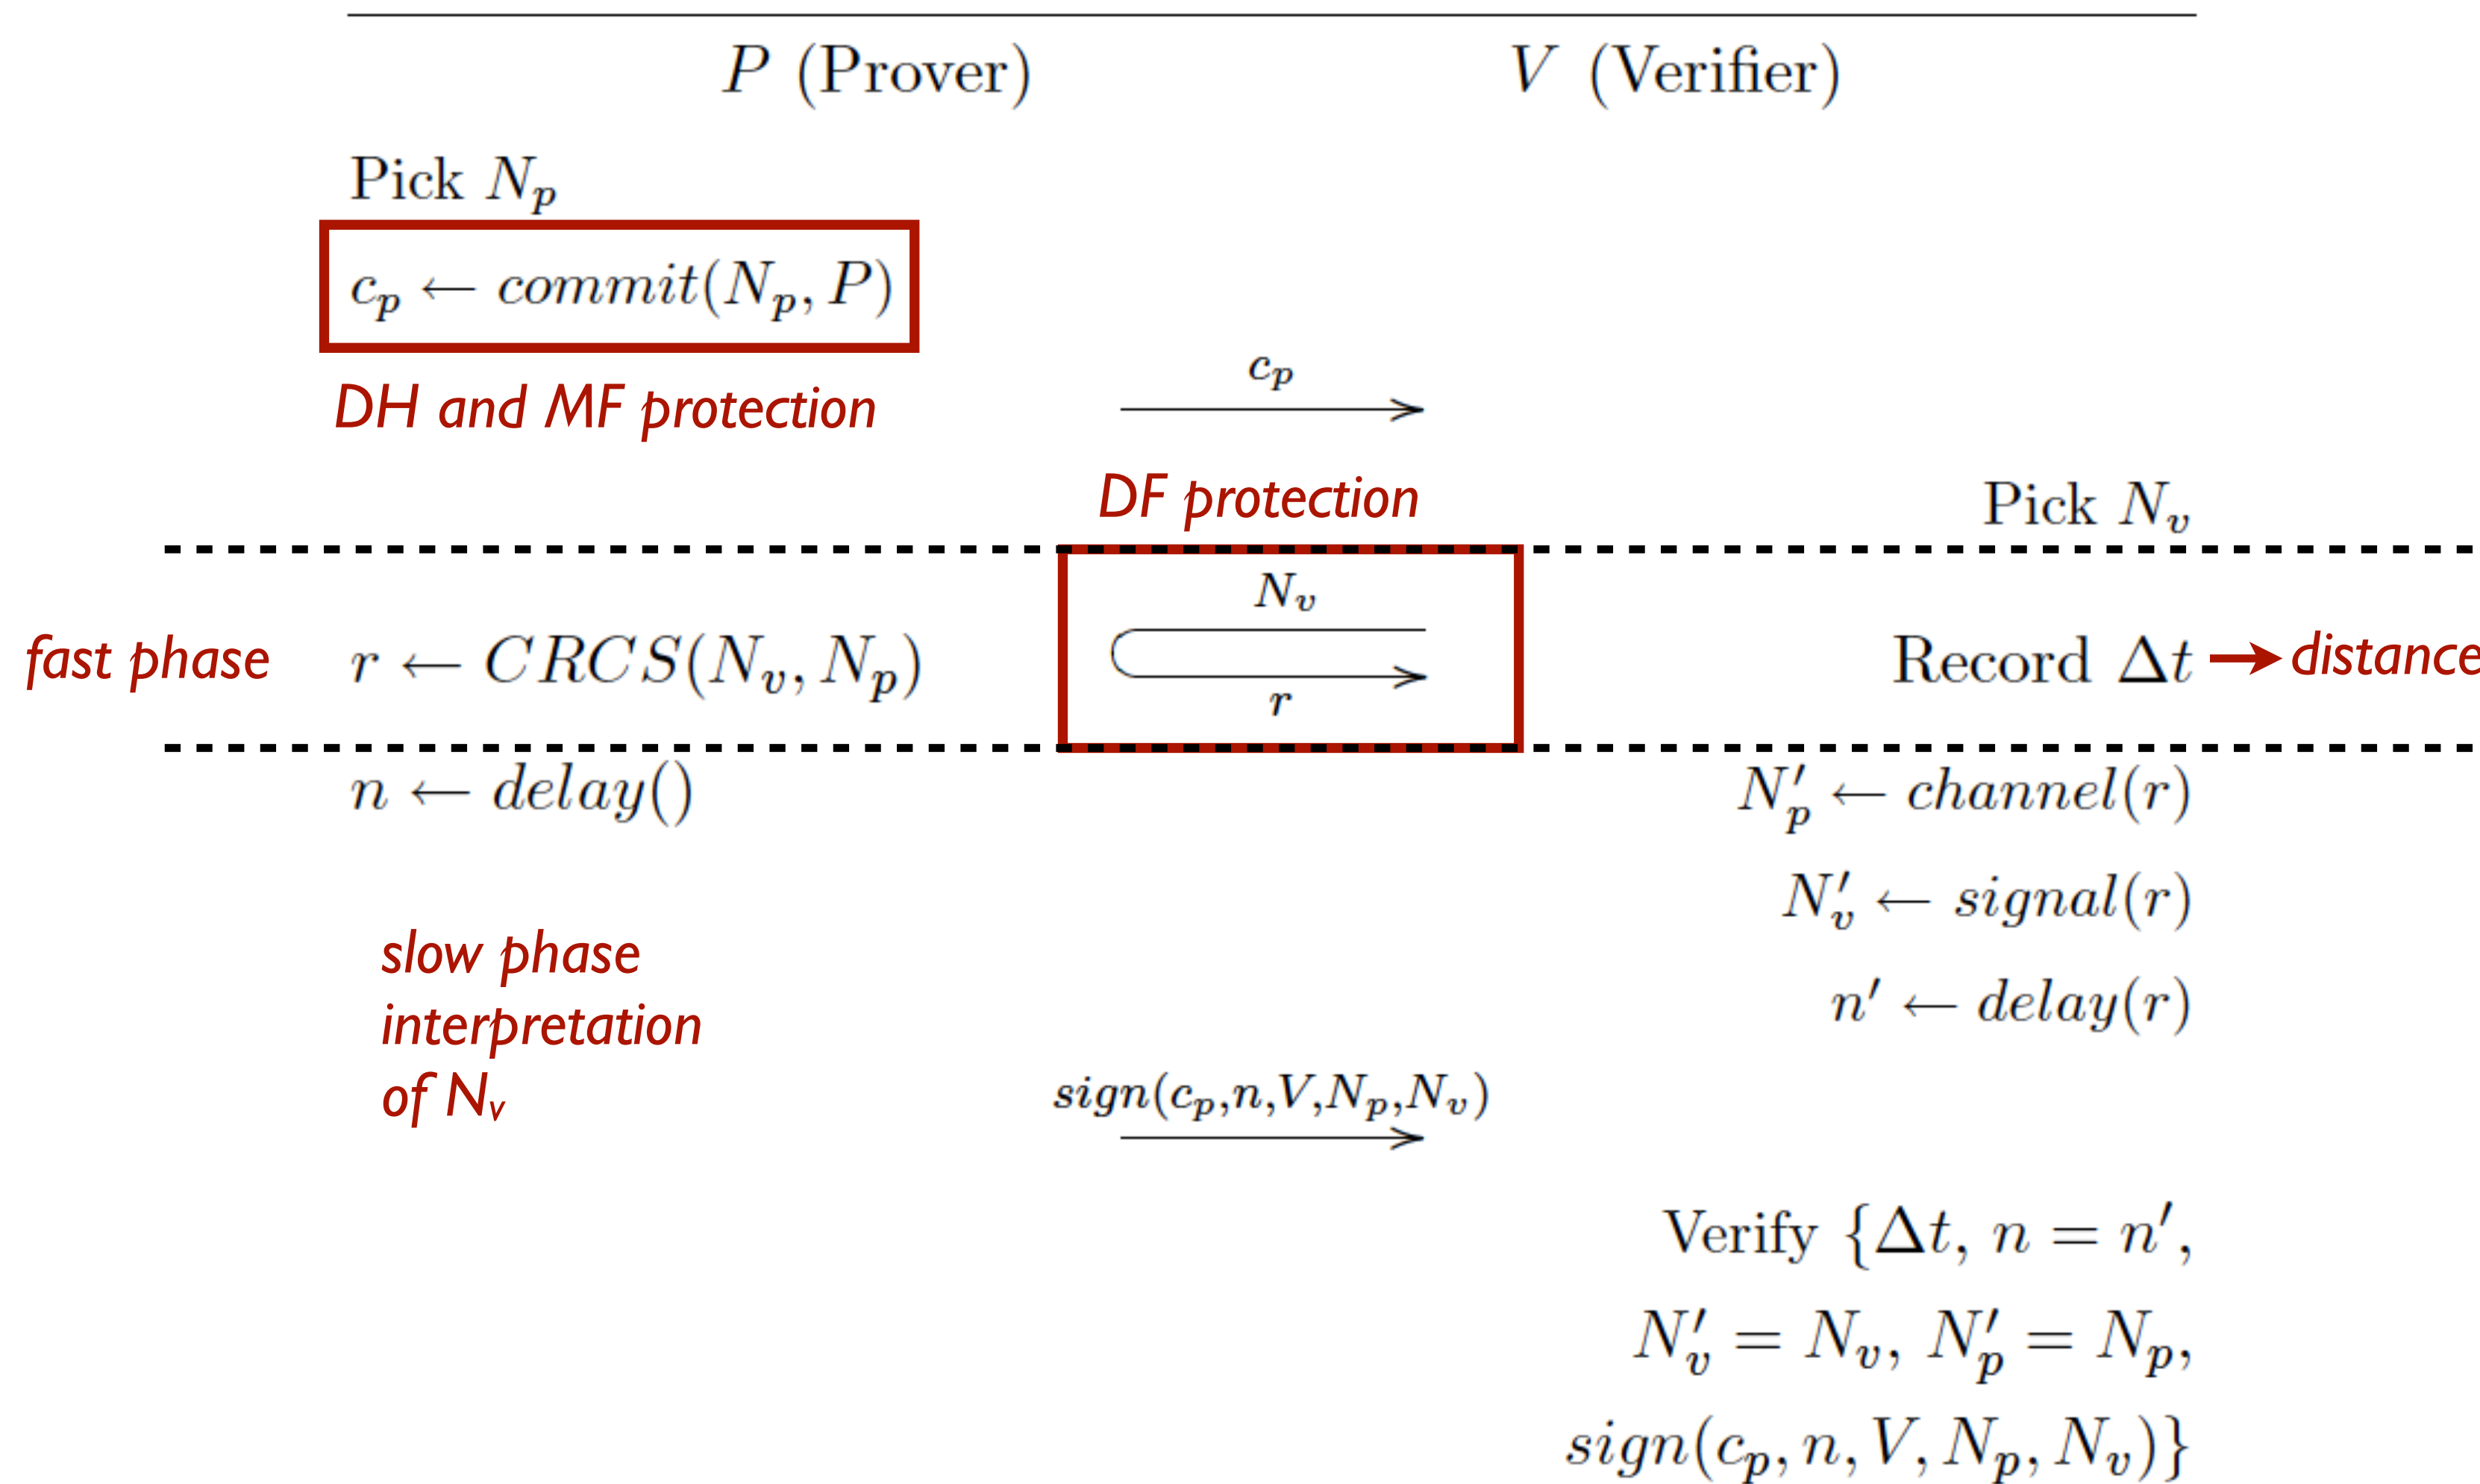 P (Prover) V (Verifier)
Pick N_p
c_p ← commit(N_p, P)
DH and MF protection
c_p
DF protection
Pick N_v
N_v
fast phase r ← CRCS(N_v, N_p) Record Δt → distance
r
n ← delay() N′_p ← channel(r)
N′_v ← signal(r)
slow phase
interpretation
of N_v
n′ ← delay(r)
sign(c_p,n,V,N_p,N_v)
Verify {Δt, n = n′,
N′_v = N_v, N′_p = N_p,
sign(c_p, n, V, N_p, N_v)}